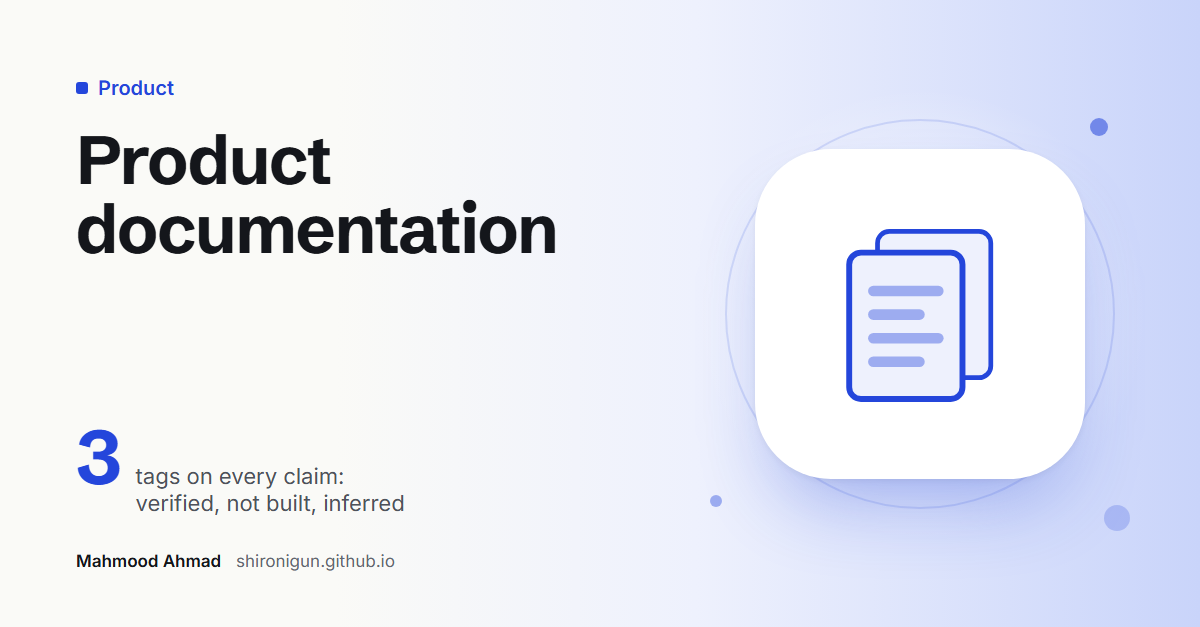 Product
Product
documentation
3
tags on every claim:
verified, not built, inferred
Mahmood Ahmad shironigun.github.io